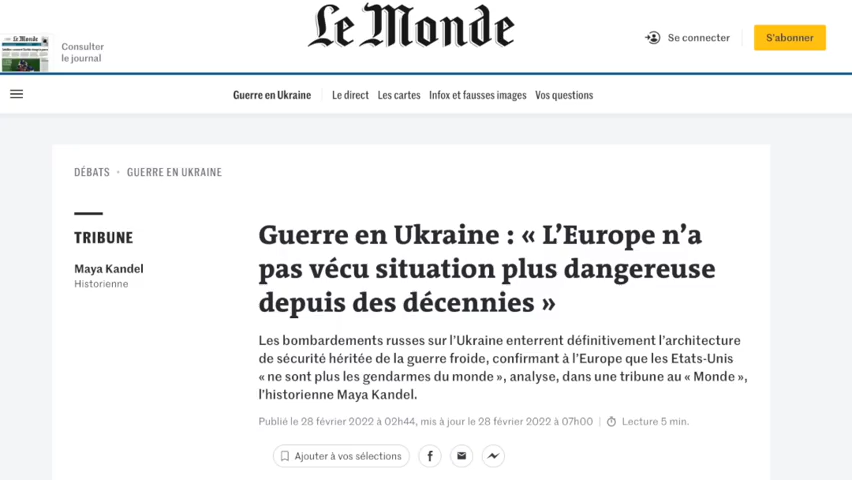 Le Monde
Consulter
le journal
Se connecter
S'abonner
Guerre en Ukraine
Le direct
Les cartes
Infox et fausses images
Vos questions
DÉBATS • GUERRE EN UKRAINE
TRIBUNE
Maya Kandel
Historienne
Guerre en Ukraine : « L'Europe n'a
pas vécu situation plus dangereuse
depuis des décennies »
Les bombardements russes sur l'Ukraine enterrent définitivement l'architecture
de sécurité héritée de la guerre froide, confirmant à l'Europe que les Etats-Unis
« ne sont plus les gendarmes du monde », analyse, dans une tribune au « Monde »,
l'historienne Maya Kandel.
Publié le 28 février 2022 à 02h44, mis à jour le 28 février 2022 à 07h00 | Lecture 5 min.
Ajouter à vos sélections